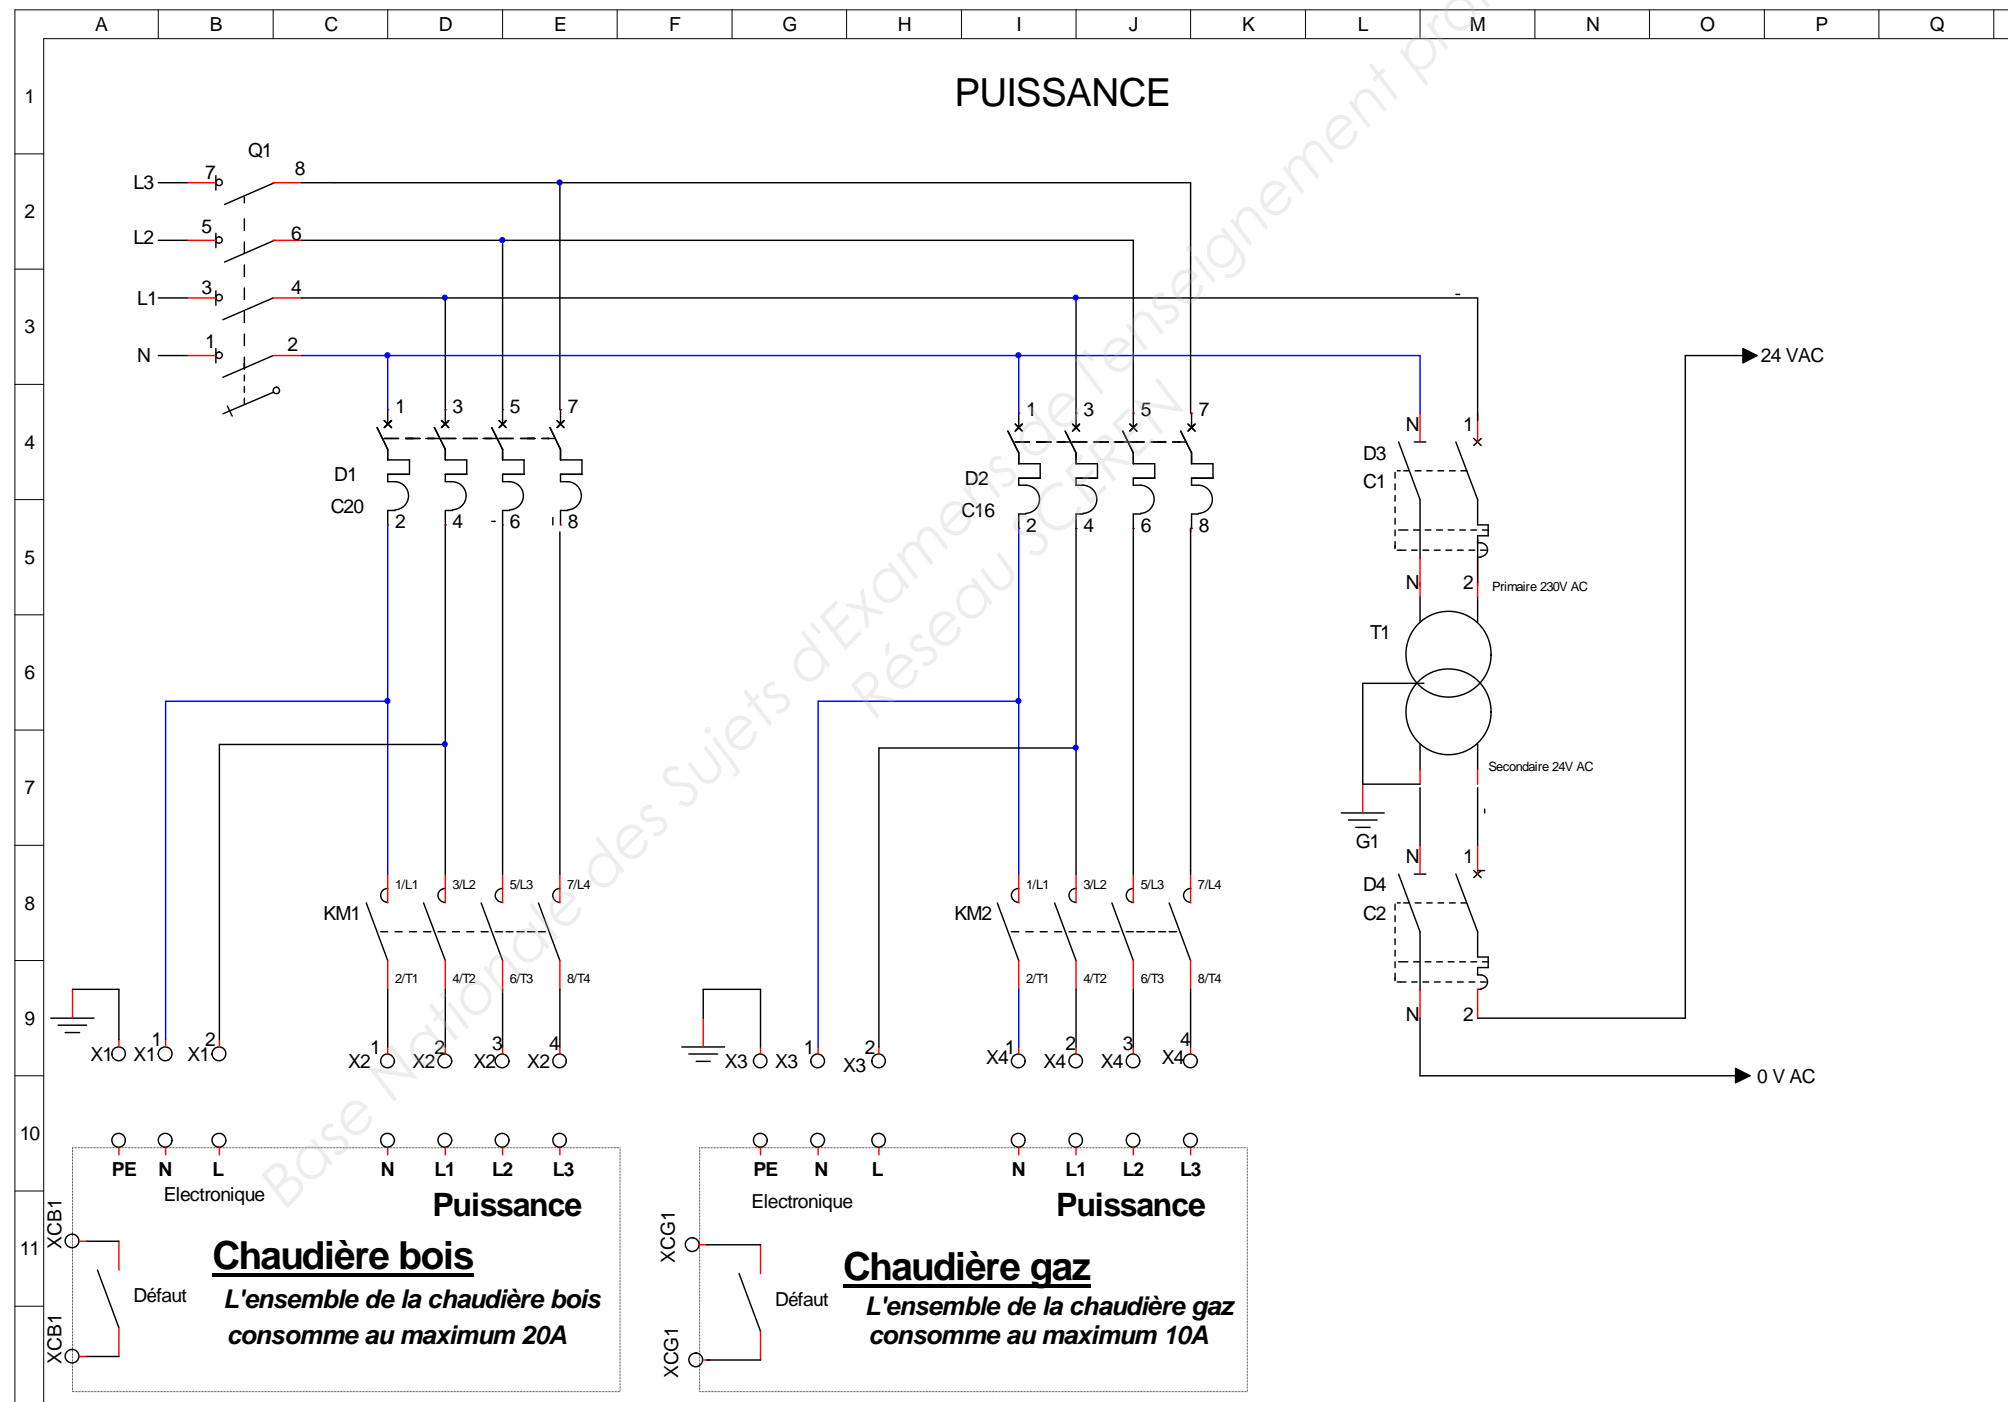 A B C D E F G H I J K L M N O P Q
PUISSANCE
1
Q1
L3 7 8
2
L2 5 6
L1 3 4
3
N 1 2
24 VAC
1 3 5 7
1 3 5 7
N 1
4
D1
C20
D2
C16
D3
C1
2 4 6 8
2 4 6 8
5
N 2
Primaire 230V AC
T1
6
Secondaire 24V AC
7
G1
N 1
1/L1 3/L2 5/L3 7/L4
1/L1 3/L2 5/L3 7/L4
8
KM1
KM2
D4
C2
2/T1 4/T2 6/T3 8/T4
2/T1 4/T2 6/T3 8/T4
9
N 2
1 2 1 2 3 4
1 2 1 2 3 4
X1 X1 X1 X2 X2 X2 X2
X3 X3 X3 X4 X4 X4 X4
0 V AC
10
PE N L N L1 L2 L3
PE N L N L1 L2 L3
Electronique
Puissance
Electronique
Puissance
XCB1
XCG1
11
Chaudière bois
Chaudière gaz
Défaut
L'ensemble de la chaudière bois
consomme au maximum 20A
Défaut
L'ensemble de la chaudière gaz
consomme au maximum 10A
XCB1
XCG1
Base Nationale des Sujets d'Examens de l'enseignement pro
Réseau SCEREN